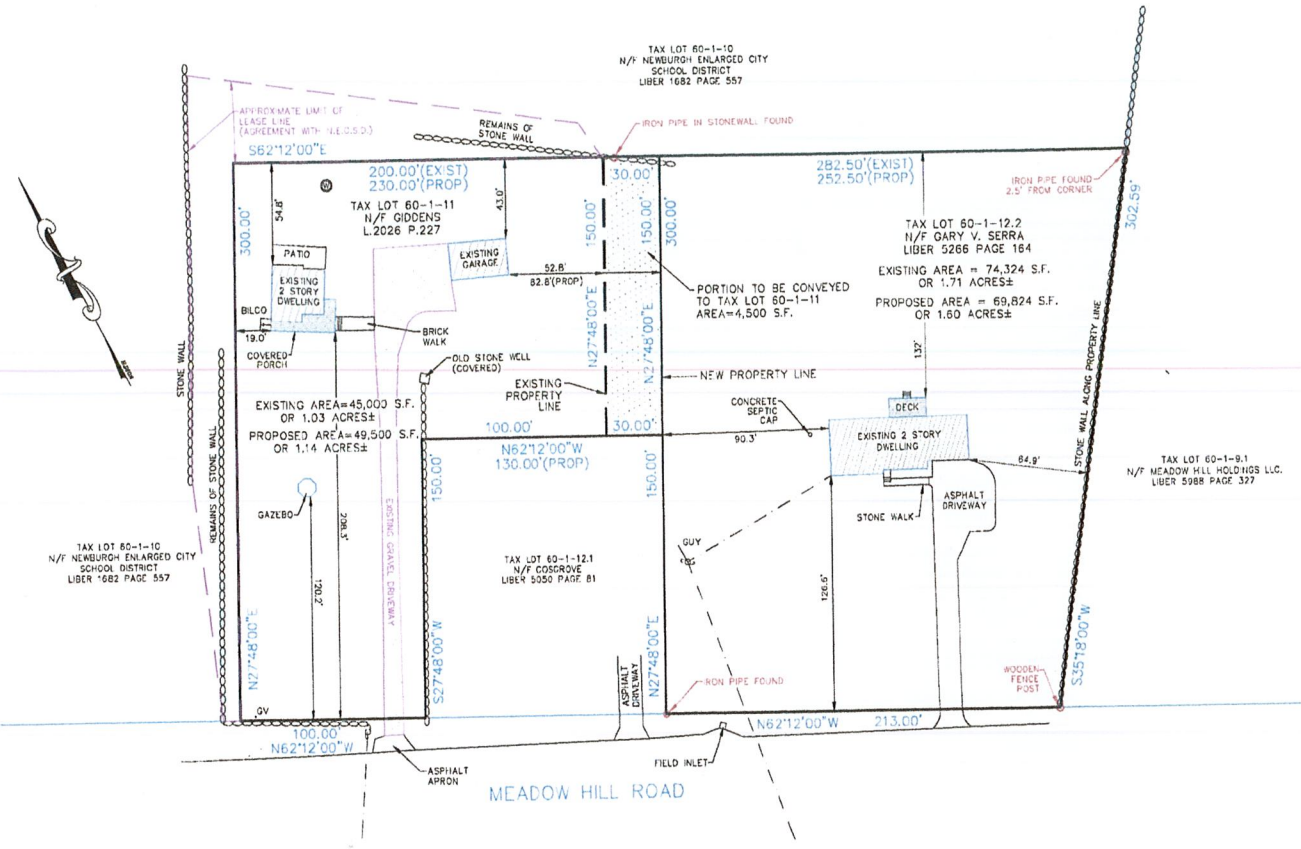 TAX LOT 60-1-10
N/F NEWBURGH ENLARGED CITY
SCHOOL DISTRICT
LIBER 1682 PAGE 557
APPROXIMATE LIMIT OF
LEASE LINE
(AGREEMENT WITH N.E.C.S.D.)
REMAINS OF
STONE WALL
IRON PIPE IN STONEWALL FOUND
S62°12'00"E
200.00'(EXIST)
230.00'(PROP)
30.00'
282.50'(EXIST)
252.50'(PROP)
IRON PIPE FOUND
2.5' FROM CORNER
302.59'
TAX LOT 60-1-11
N/F GIDDENS
L.2026 P.227
54.8'
43.0'
300.00'
150.00'
150.00'
300.00'
TAX LOT 60-1-12.2
N/F GARY V. SERRA
LIBER 5266 PAGE 164
EXISTING AREA = 74,324 S.F.
OR 1.71 ACRES±
PROPOSED AREA = 69,824 S.F.
OR 1.60 ACRES±
PATIO
EXISTING
2 STORY
DWELLING
EXISTING
GARAGE
52.8'
82.8'(PROP)
PORTION TO BE CONVEYED
TO TAX LOT 60-1-11
AREA=4,500 S.F.
BILCO
19.0'
COVERED
PORCH
BRICK
WALK
N27°48'00"E
N27°48'00"E
132'
STONE WALL
OLD STONE WELL
(COVERED)
EXISTING
PROPERTY
LINE
NEW PROPERTY LINE
STONE WALL ALONG PROPERTY LINE
EXISTING AREA=45,000 S.F.
OR 1.03 ACRES±
PROPOSED AREA=49,500 S.F.
OR 1.14 ACRES±
CONCRETE
SEPTIC
CAP
DECK
100.00'
30.00'
N62°12'00"W
130.00'(PROP)
90.3'
EXISTING 2 STORY
DWELLING
64.9'
TAX LOT 60-1-9.1
N/F MEADOW HILL HOLDINGS LLC.
LIBER 5988 PAGE 327
REMAINS OF STONE WALL
GAZEBO
150.00'
150.00'
STONE WALK
ASPHALT
DRIVEWAY
208.3'
EXISTING GRAVEL DRIVEWAY
TAX LOT 60-1-10
N/F NEWBURGH ENLARGED CITY
SCHOOL DISTRICT
LIBER 1682 PAGE 557
TAX LOT 60-1-12.1
N/F COSGROVE
LIBER 5050 PAGE 81
GUY
120.2'
126.6'
N27°48'00"E
S27°48'00"W
N27°48'00"E
ASPHALT
DRIVEWAY
IRON PIPE FOUND
WOODEN
FENCE
POST
S35°18'00"W
GV
100.00'
N62°12'00"W
N62°12'00"W
213.00'
ASPHALT
APRON
FIELD INLET
MEADOW HILL ROAD